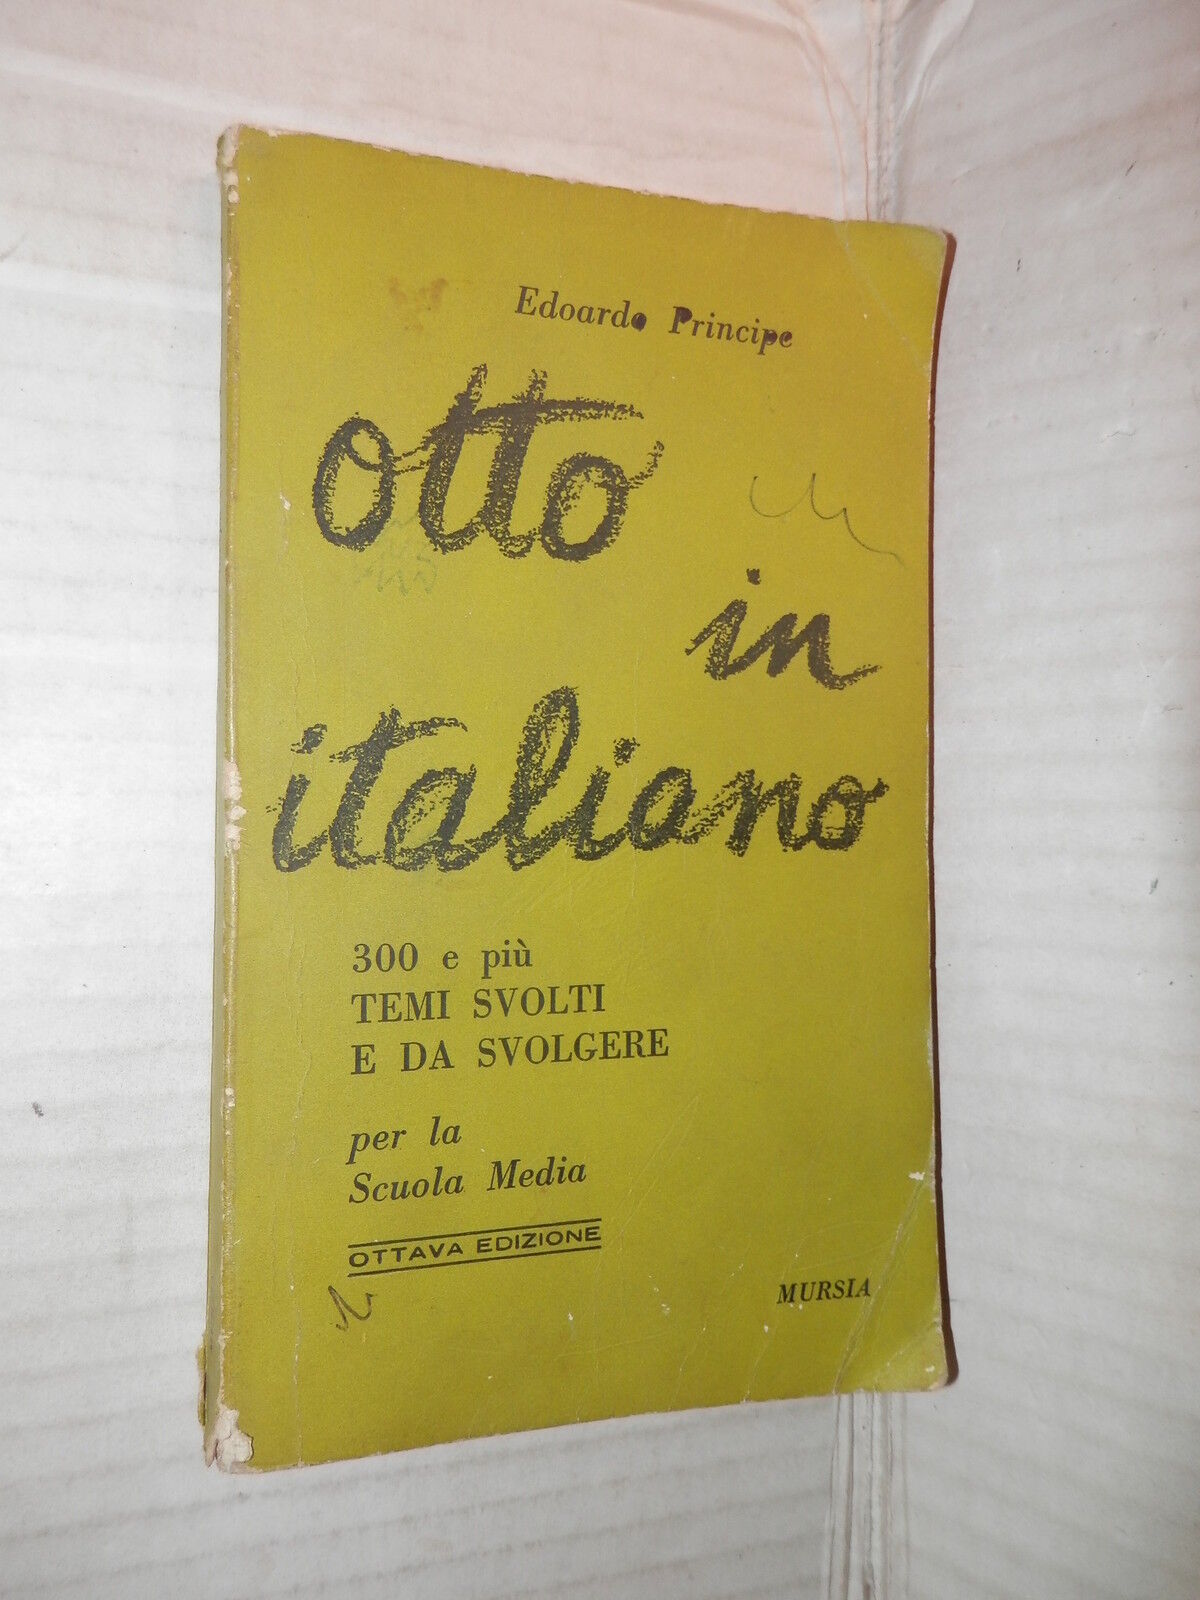 Edoardo Principe
otto
in
italiano
300 e più
TEMI SVOLTI
E DA SVOLGERE
per la
Scuola Media
OTTAVA EDIZIONE
MURSIA